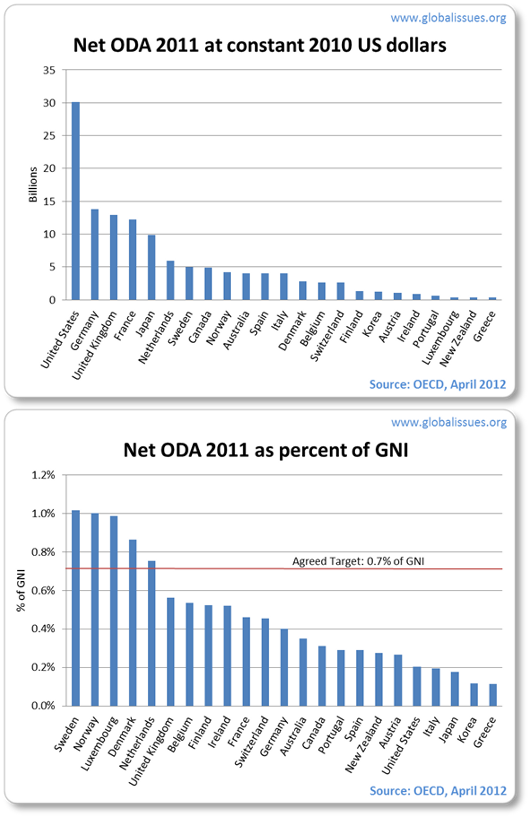 www.globalissues.org
Net ODA 2011 at constant 2010 US dollars
35
30
25
20
15
10
5
0
Billions
United States
Germany
United Kingdom
France
Japan
Netherlands
Sweden
Canada
Norway
Australia
Spain
Italy
Denmark
Belgium
Switzerland
Finland
Korea
Austria
Ireland
Portugal
Luxembourg
New Zealand
Greece
Source: OECD, April 2012
www.globalissues.org
Net ODA 2011 as percent of GNI
1.2%
1.0%
0.8%
0.6%
0.4%
0.2%
0.0%
% of GNI
Agreed Target: 0.7% of GNI
Sweden
Norway
Luxembourg
Denmark
Netherlands
United Kingdom
Belgium
Finland
Ireland
France
Switzerland
Germany
Australia
Canada
Portugal
Spain
New Zealand
Austria
United States
Italy
Japan
Korea
Greece
Source: OECD, April 2012